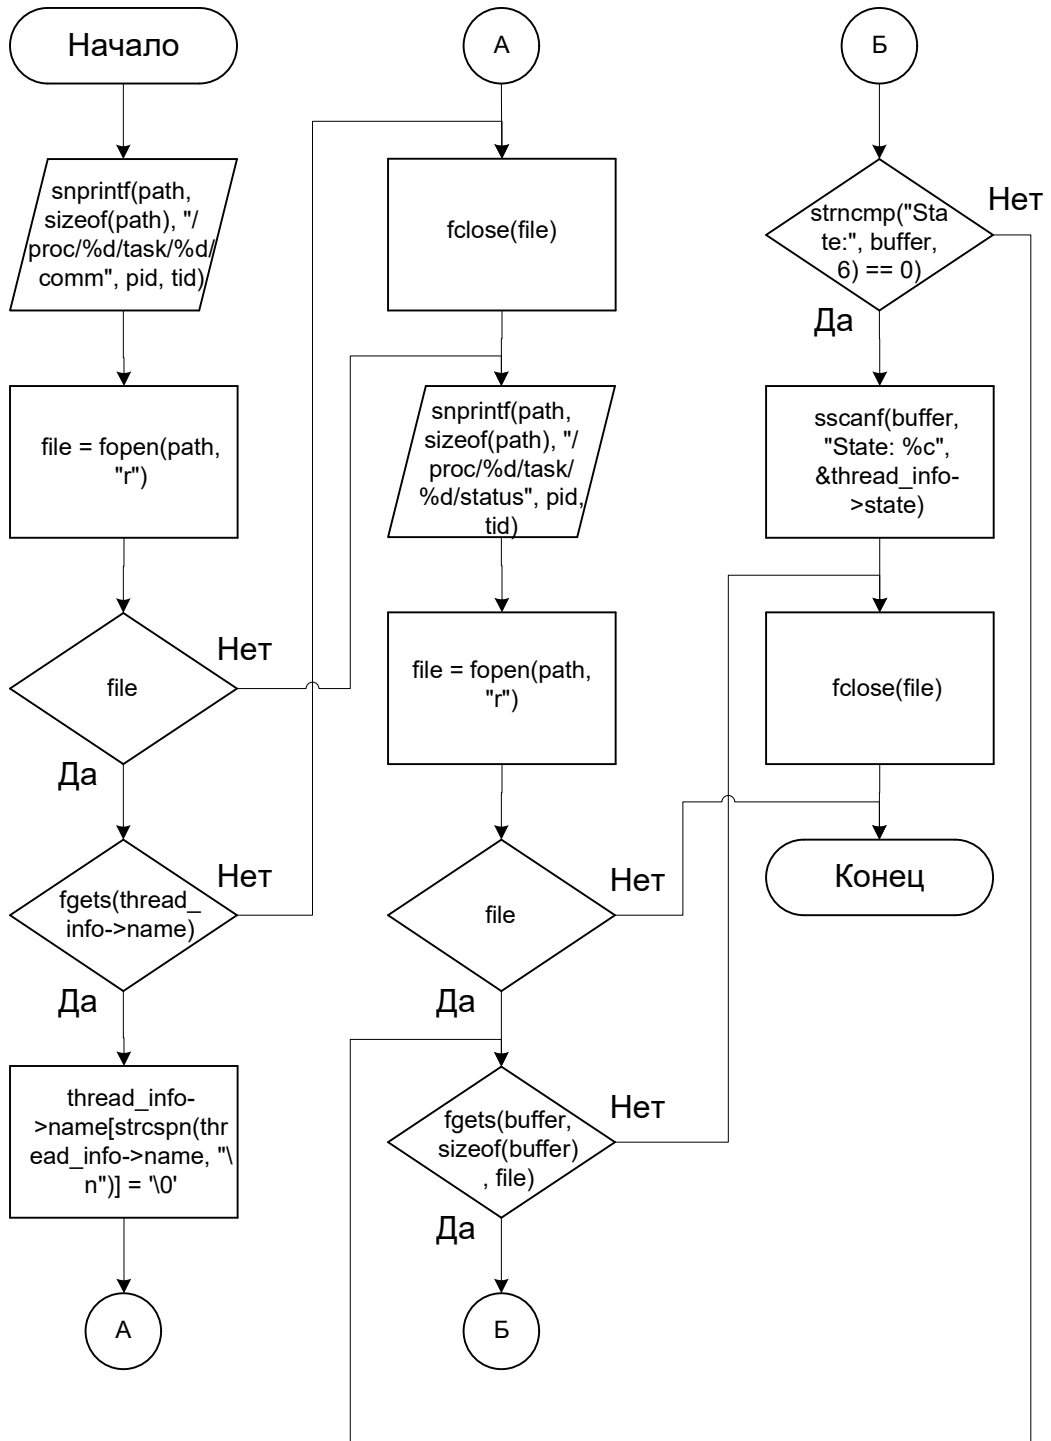 Начало
snprintf(path,
sizeof(path), "/
proc/%d/task/%d/
comm", pid, tid)
file = fopen(path,
"r")
file
Нет
Да
fgets(thread_
info->name)
Нет
Да
thread_info-
>name[strcspn(thr
ead_info->name, "\
n")] = '\0'
А
А
fclose(file)
snprintf(path,
sizeof(path), "/
proc/%d/task/
%d/status", pid,
tid)
file = fopen(path,
"r")
file
Нет
Да
fgets(buffer,
sizeof(buffer)
, file)
Нет
Да
Б
Б
strncmp("Sta
te:", buffer,
6) == 0)
Нет
Да
sscanf(buffer,
"State: %c",
&thread_info-
>state)
fclose(file)
Конец